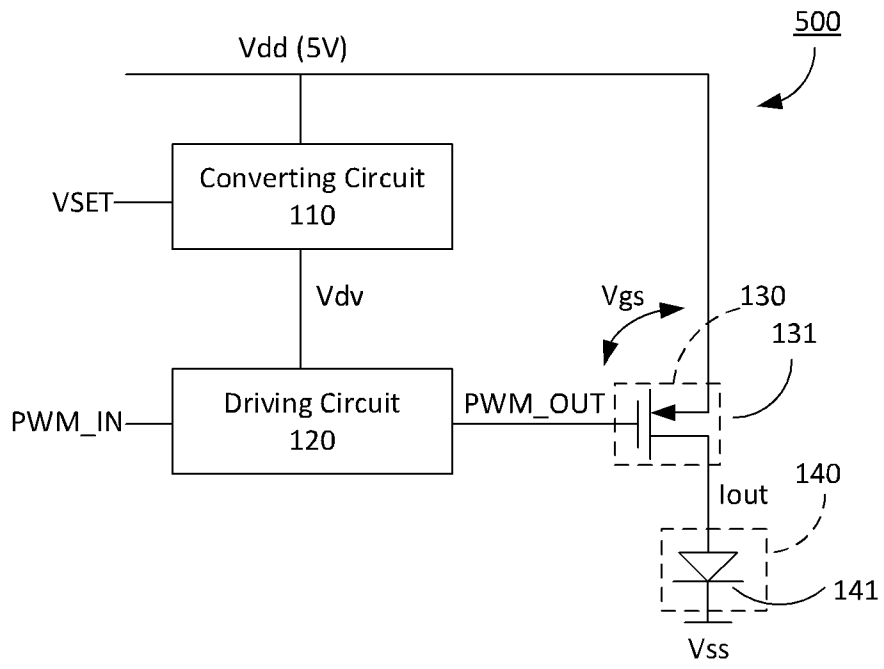 500
Vdd (5V)
Converting Circuit
110
VSET
Vdv
Vgs
130
131
Driving Circuit
120
PWM_IN
PWM_OUT
Iout
140
141
Vss